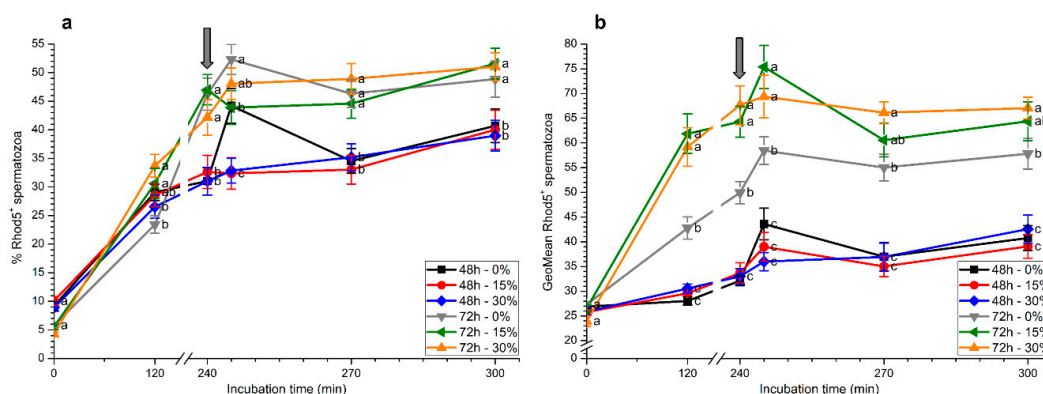 a
% Rhod5+ spermatozoa
55
50
45
40
35
30
25
20
15
10
5
0
0 120 240 270 300
Incubation time (min)
48h - 0%
48h - 15%
48h - 30%
72h - 0%
72h - 15%
72h - 30%
b
GeoMean Rhod5+ spermatozoa
80
75
70
65
60
55
50
45
40
35
30
25
20
5
0
0 120 240 270 300
Incubation time (min)
48h - 0%
48h - 15%
48h - 30%
72h - 0%
72h - 15%
72h - 30%